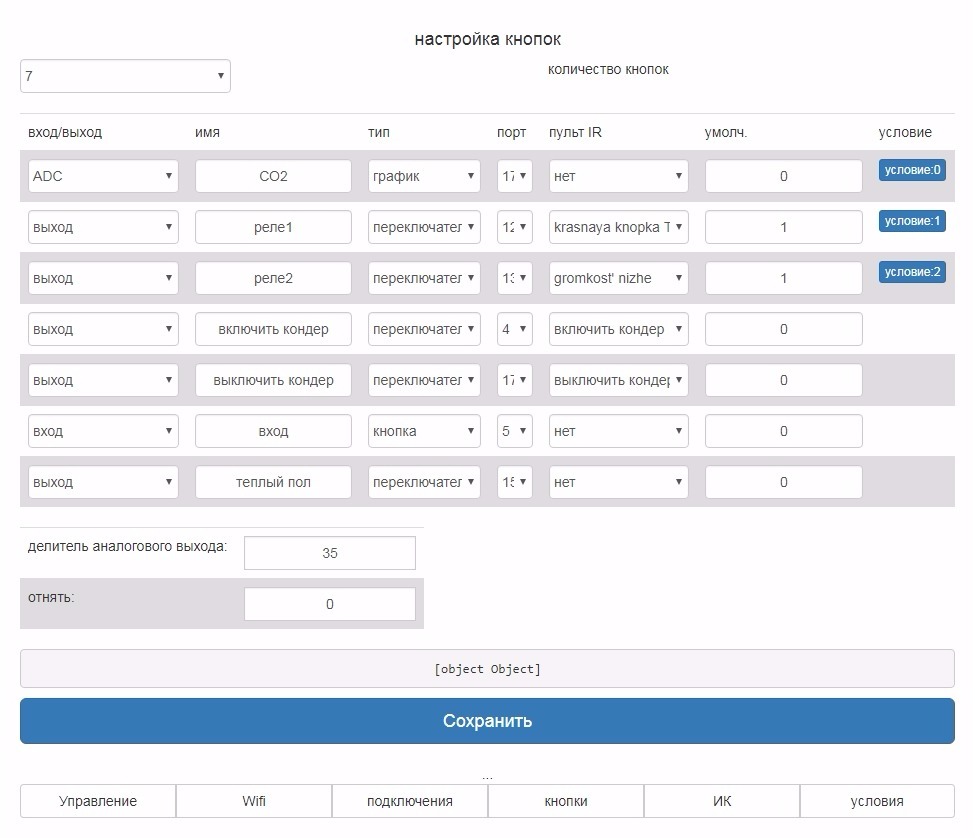 настройка кнопок
7 количество кнопок
вход/выход имя тип порт пульт IR умолч. условие
ADC CO2 график 17 нет 0 условие:0
выход реле1 переключател 12 krasnaya knopka T 1 условие:1
выход реле2 переключател 13 gromkost' nizhe 1 условие:2
выход включить кондер переключател 4 включить кондер 0
выход выключить кондер переключател 17 выключить кондер 0
вход вход кнопка 5 нет 0
выход теплый пол переключател 15 нет 0
делитель аналогового выхода: 35
отнять: 0
[object Object]
Сохранить
...
Управление Wifi подключения кнопки ИК условия